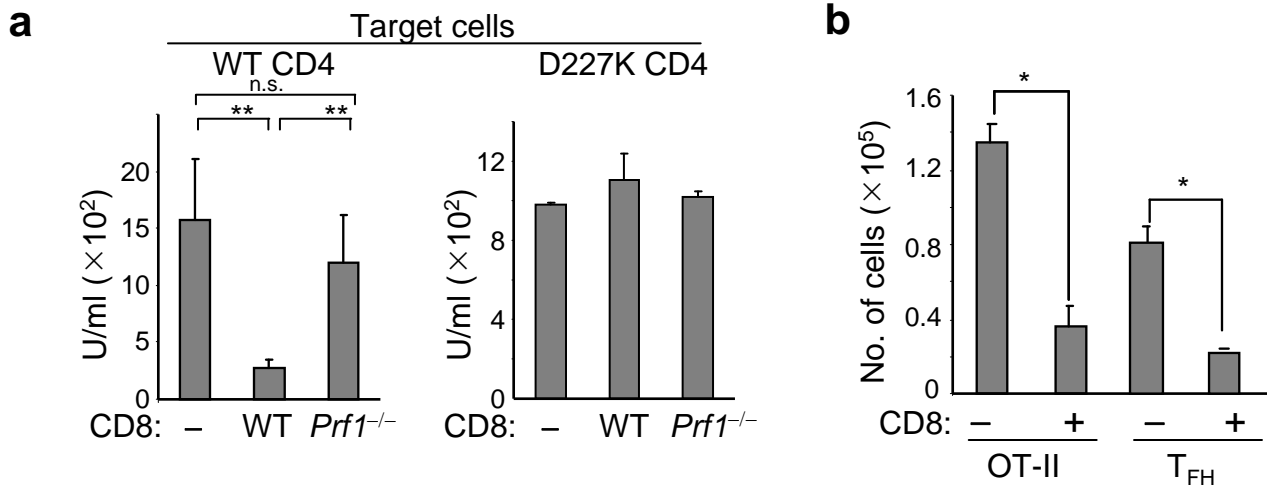 a
Target cells
WT CD4
D227K CD4
n.s.
** **
U/ml (×10²)
20
15
10
5
0
CD8: – WT Prf1⁻/⁻
U/ml (×10²)
12
8
4
0
CD8: – WT Prf1⁻/⁻
b
No. of cells (×10⁵)
1.6
1.2
0.8
0.4
0
*
*
CD8: – + – +
OT-II
TFH